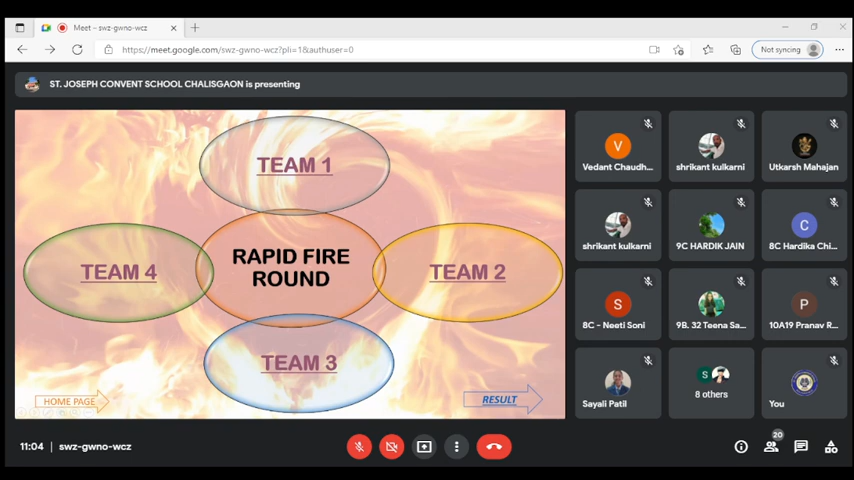 Meet – swz-gwno-wcz
https://meet.google.com/swz-gwno-wcz?pli=1&authuser=0
Not syncing
ST. JOSEPH CONVENT SCHOOL CHALISGAON is presenting
TEAM 1
TEAM 4
RAPID FIRE
ROUND
TEAM 2
TEAM 3
HOME PAGE
RESULT
V
Vedant Chaudh...
shrikant kulkarni
Utkarsh Mahajan
shrikant kulkarni
9C HARDIK JAIN
C
8C Hardika Chi...
S
8C - Neeti Soni
9B. 32 Teena Sa...
P
10A19 Pranav R...
Sayali Patil
S
8 others
You
11:04 | swz-gwno-wcz
20